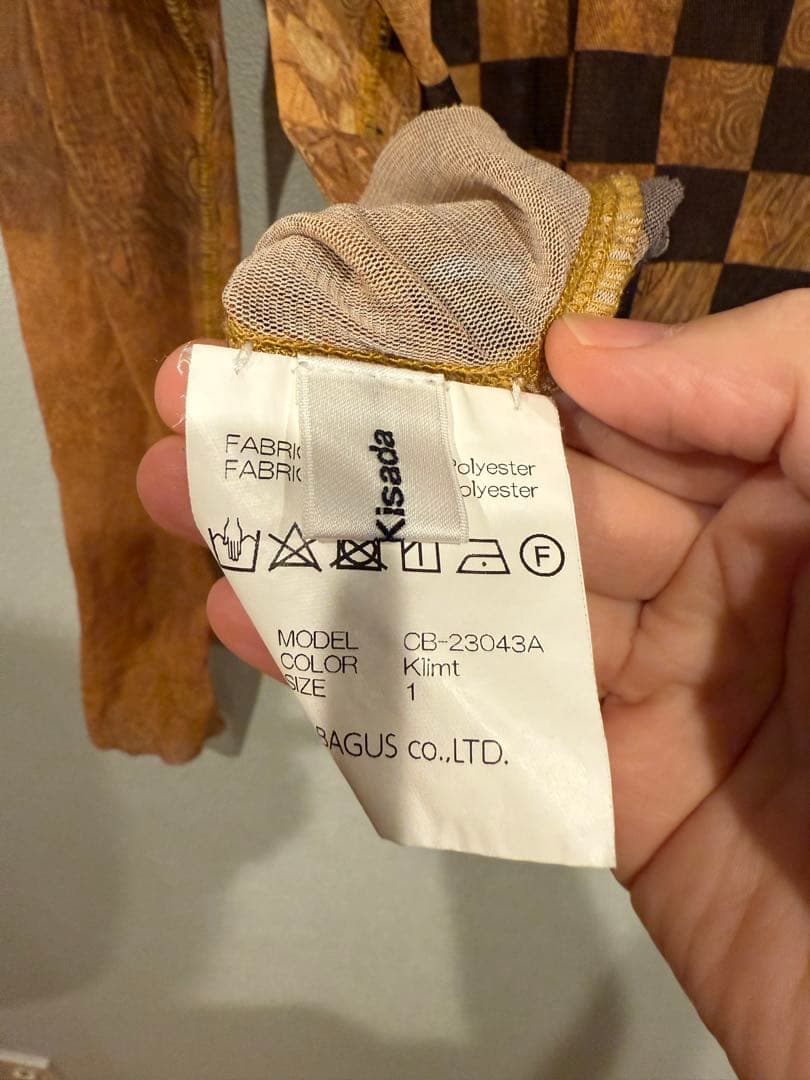 Kisada
FABRIC Polyester
FABRIC Polyester
F
MODEL CB-23043A
COLOR Klimt
SIZE 1
BAGUS co.,LTD.